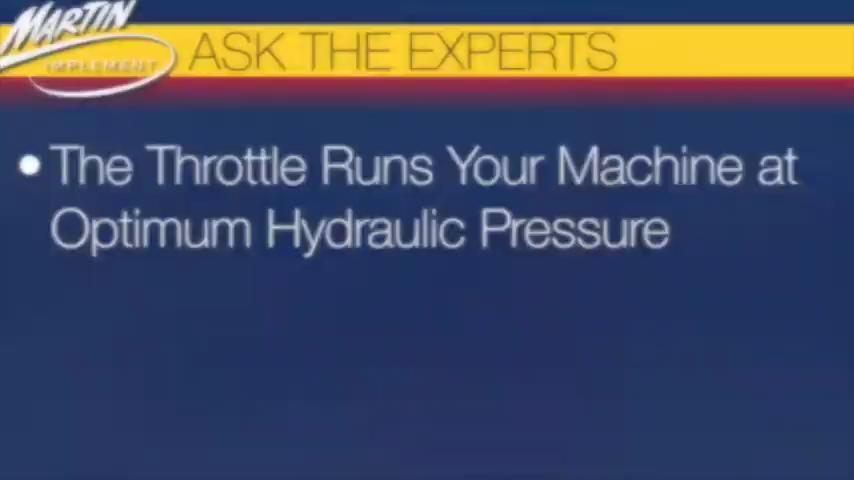 MARTIN
IMPLEMENT
ASK THE EXPERTS
• The Throttle Runs Your Machine at
Optimum Hydraulic Pressure